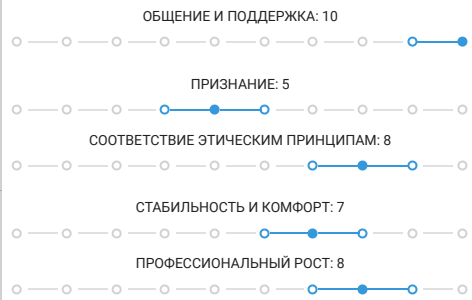 ОБЩЕНИЕ И ПОДДЕРЖКА: 10
ПРИЗНАНИЕ: 5
СООТВЕТСТВИЕ ЭТИЧЕСКИМ ПРИНЦИПАМ: 8
СТАБИЛЬНОСТЬ И КОМФОРТ: 7
ПРОФЕССИОНАЛЬНЫЙ РОСТ: 8